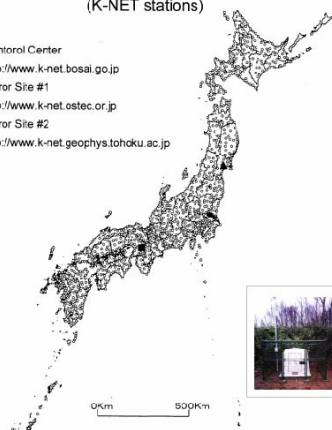 (K-NET stations)
ntorol Center
://www.k-net.bosai.go.jp
ror Site #1
://www.k-net.ostec.or.jp
ror Site #2
://www.k-net.geophys.tohoku.ac.jp
0Km 500Km